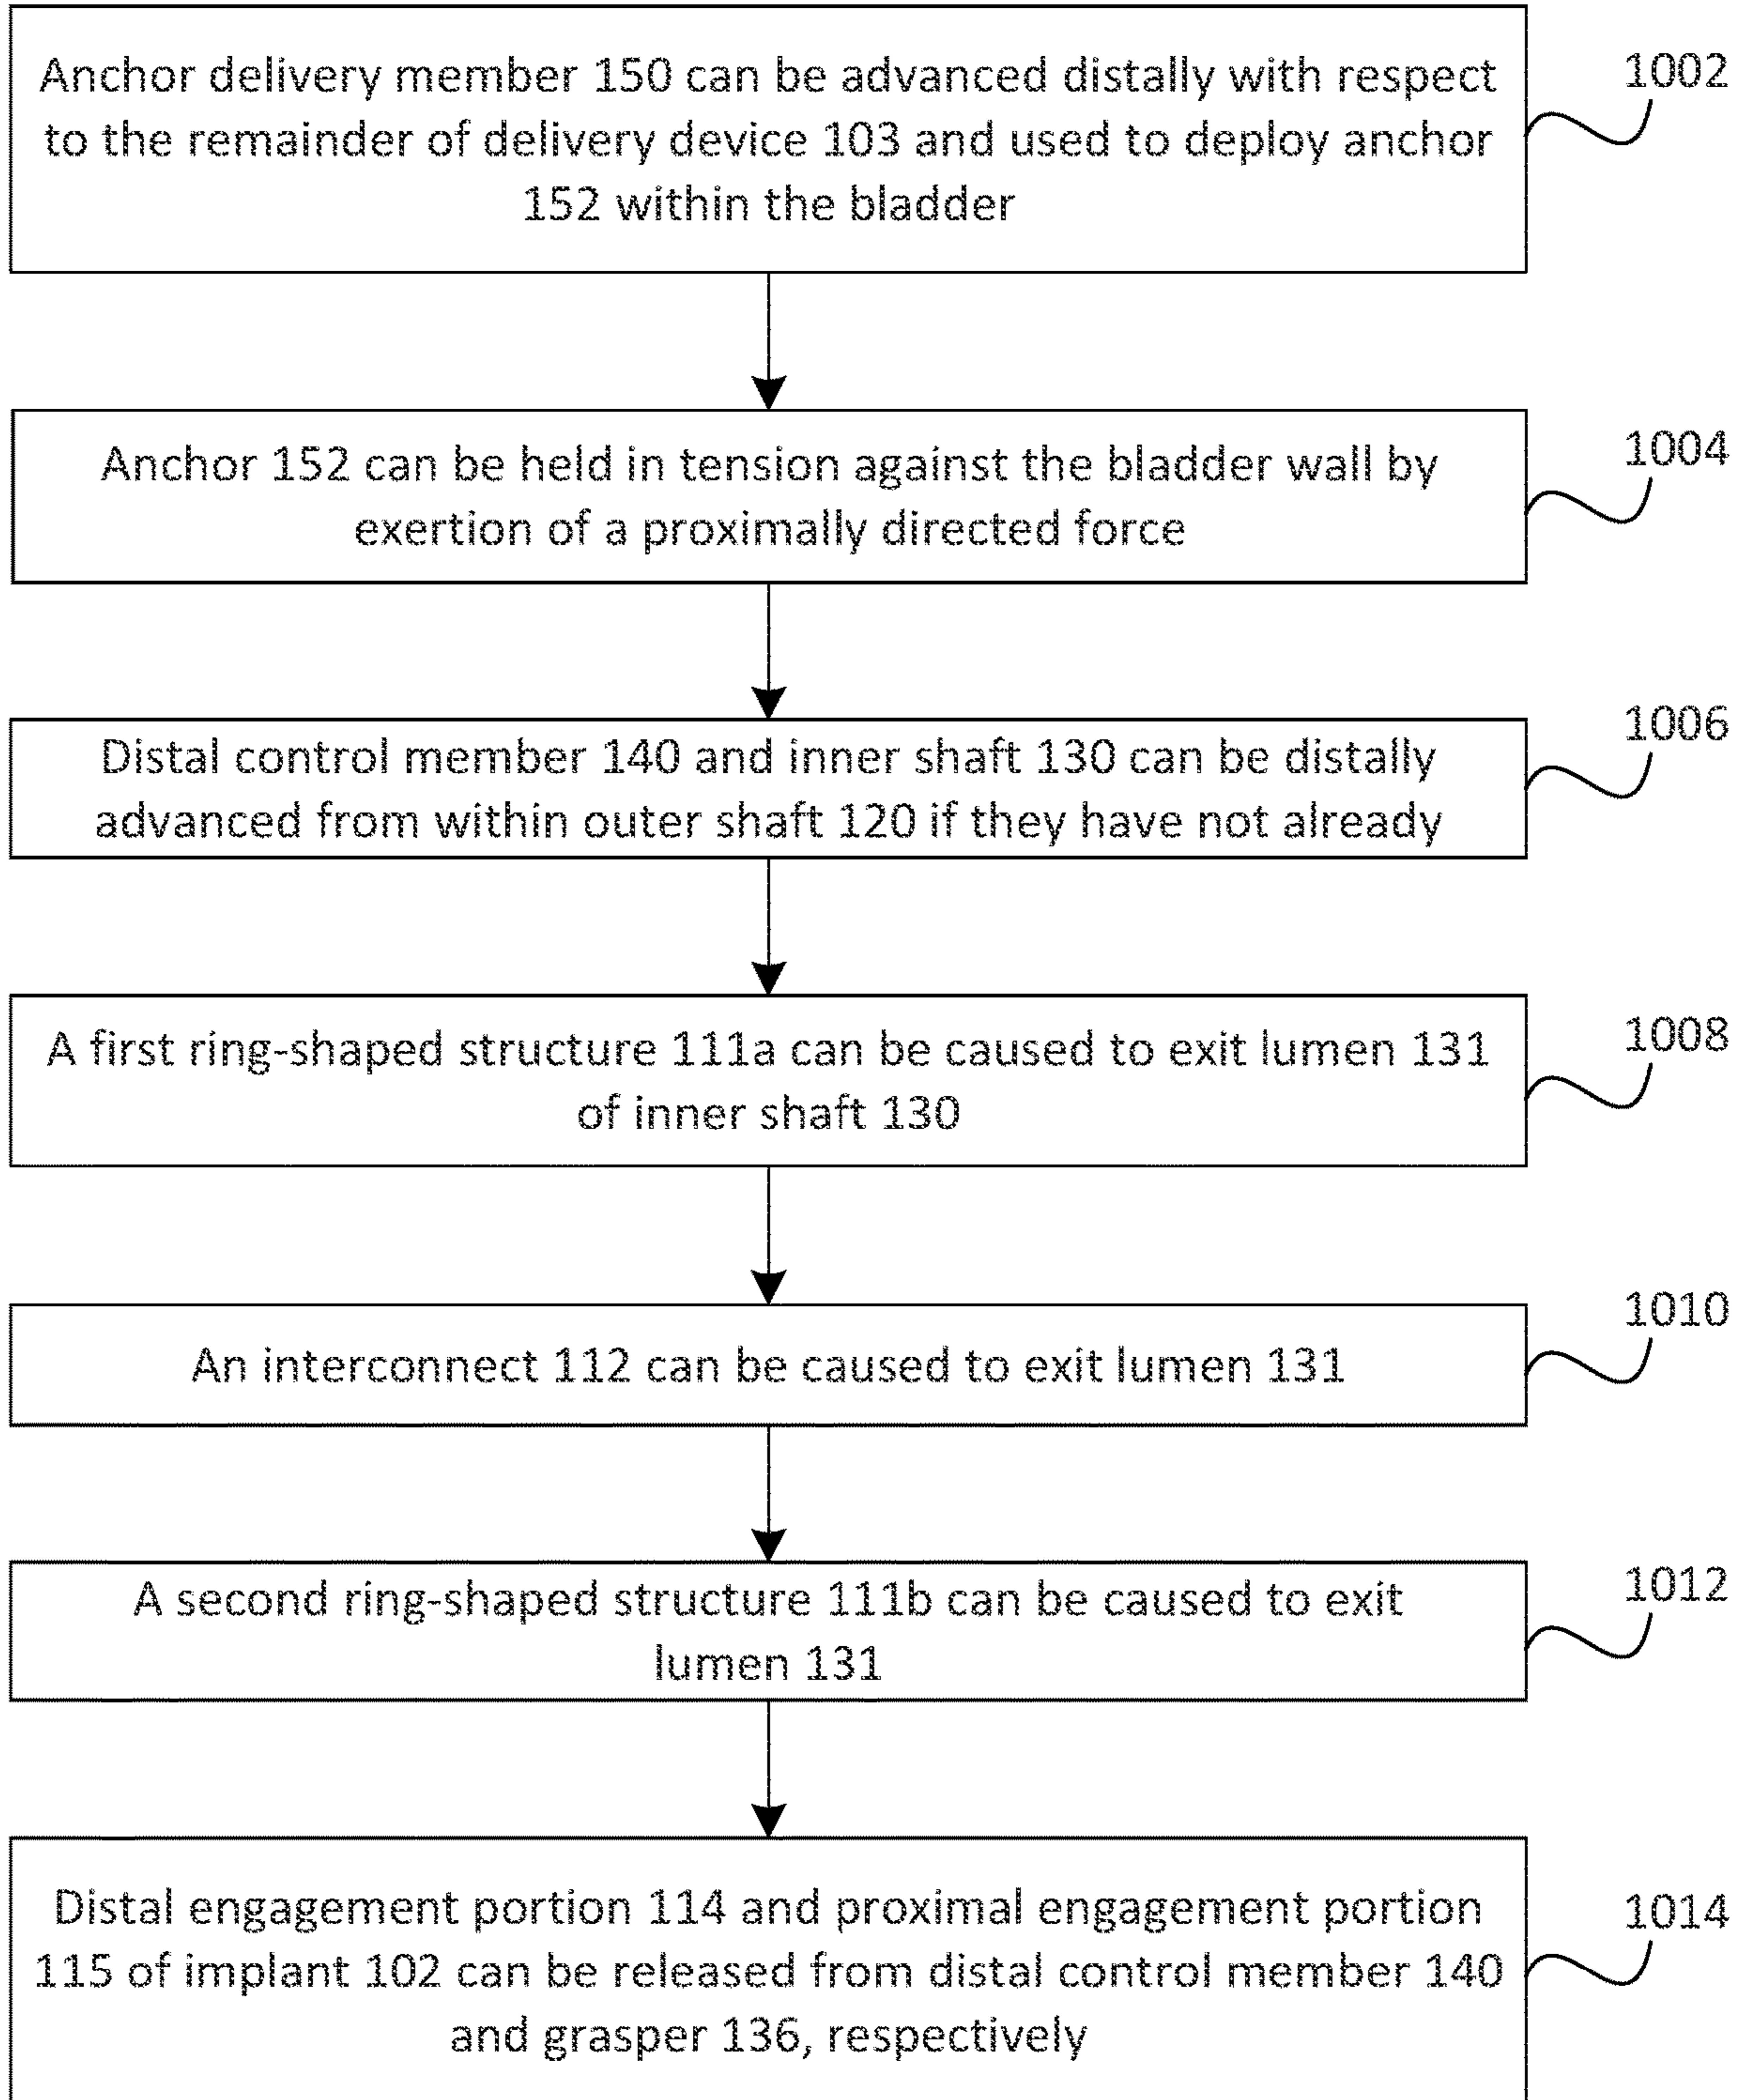 Anchor delivery member 150 can be advanced distally with respect
to the remainder of delivery device 103 and used to deploy anchor
152 within the bladder
1002
Anchor 152 can be held in tension against the bladder wall by
exertion of a proximally directed force
1004
Distal control member 140 and inner shaft 130 can be distally
advanced from within outer shaft 120 if they have not already
1006
A first ring-shaped structure 111a can be caused to exit lumen 131
of inner shaft 130
1008
An interconnect 112 can be caused to exit lumen 131
1010
A second ring-shaped structure 111b can be caused to exit
lumen 131
1012
Distal engagement portion 114 and proximal engagement portion
115 of implant 102 can be released from distal control member 140
and grasper 136, respectively
1014